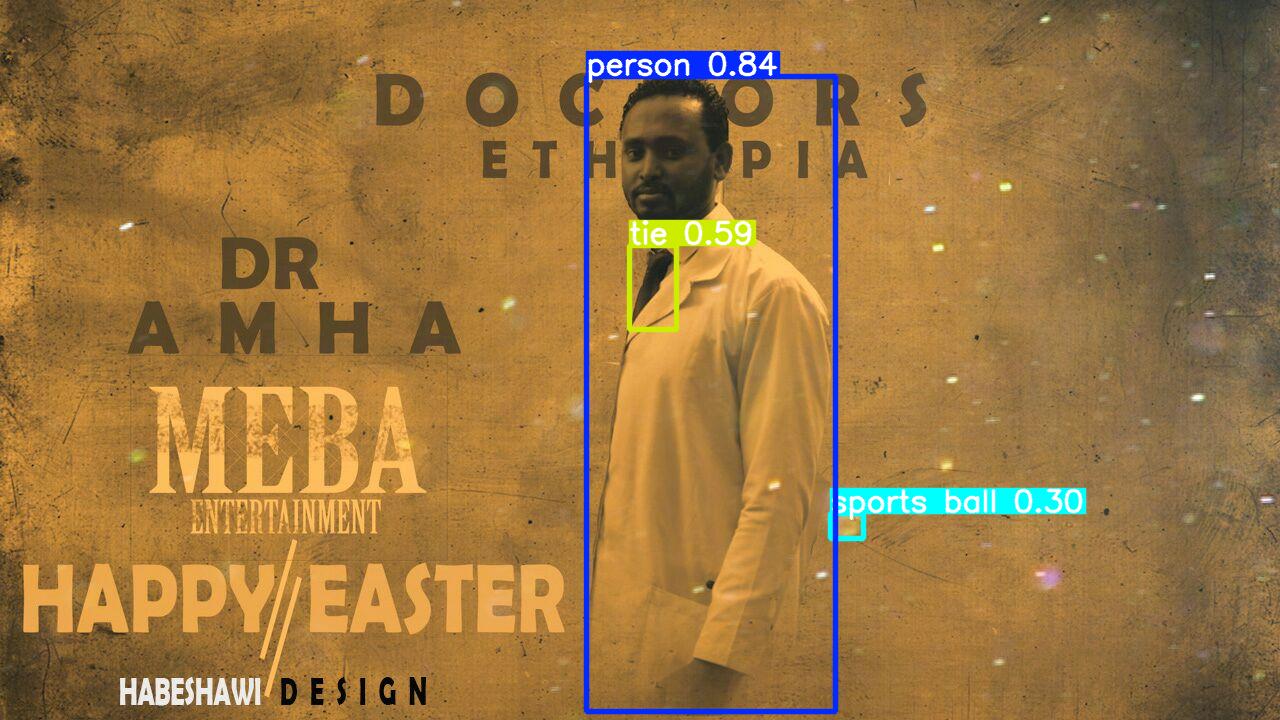 person 0.84
DOCTORS
ETHIOPIA
tie 0.59
DR
AMHA
MEBA
ENTERTAINMENT
sports ball 0.30
HAPPY//EASTER
HABESHAWI DESIGN